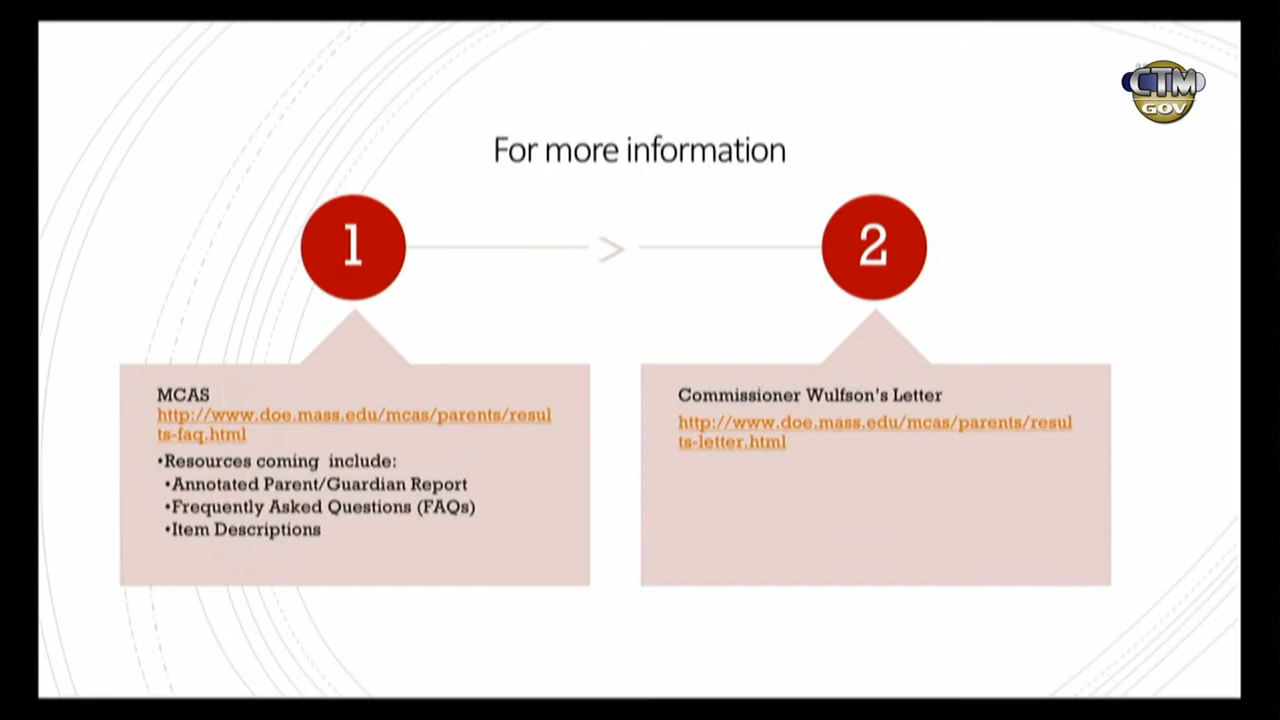 CTM
GOV
For more information
1
>
2
MCAS
http://www.doe.mass.edu/mcas/parents/resul
ts-faq.html
•Resources coming  include:
•Annotated Parent/Guardian Report
•Frequently Asked Questions (FAQs)
•Item Descriptions
Commissioner Wulfson's Letter
http://www.doe.mass.edu/mcas/parents/resul
ts-letter.html